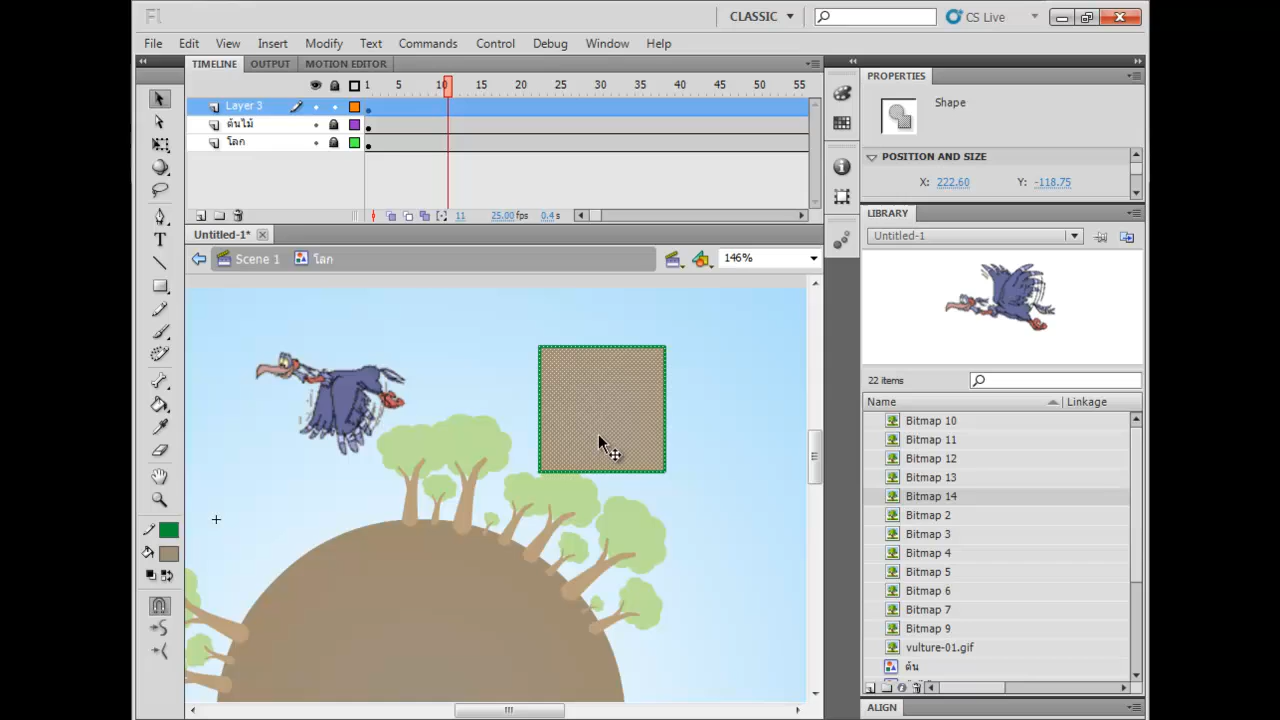 Fl CLASSIC CS Live
File Edit View Insert Modify Text Commands Control Debug Window Help
TIMELINE OUTPUT MOTION EDITOR
1 5 10 15 20 25 30 35 40 45 50 55
Layer 3
ต้นไม้
โลก
11 25.00 fps 0.4 s
Untitled-1*
Scene 1 โลก 146%
PROPERTIES
Shape
POSITION AND SIZE
X: 222.60 Y: -118.75
LIBRARY
Untitled-1
22 items
Name Linkage
Bitmap 10
Bitmap 11
Bitmap 12
Bitmap 13
Bitmap 14
Bitmap 2
Bitmap 3
Bitmap 4
Bitmap 5
Bitmap 6
Bitmap 7
Bitmap 9
vulture-01.gif
ต้น
ALIGN